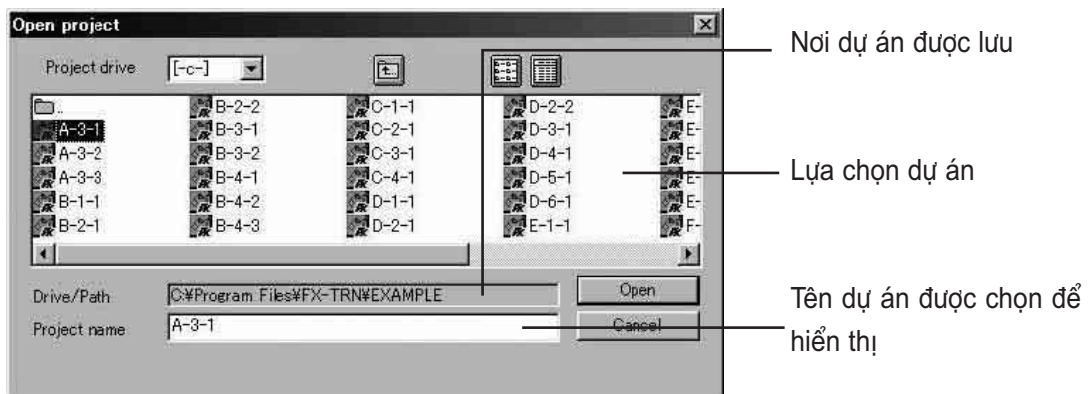 Open project
Project drive [-c-]
.. B-2-2 C-1-1 D-2-2 E-
A-3-1 B-3-1 C-2-1 D-3-1 E-
A-3-2 B-3-2 C-3-1 D-4-1 E-
A-3-3 B-4-1 C-4-1 D-5-1 E-
B-1-1 B-4-2 D-1-1 D-6-1 E-
B-2-1 B-4-3 D-2-1 E-1-1 F-
Drive/Path C:¥Program Files¥FX-TRN¥EXAMPLE Open
Project name A-3-1 Cancel
Nơi dự án được lưu
Lựa chọn dự án
Tên dự án được chọn để
hiển thị